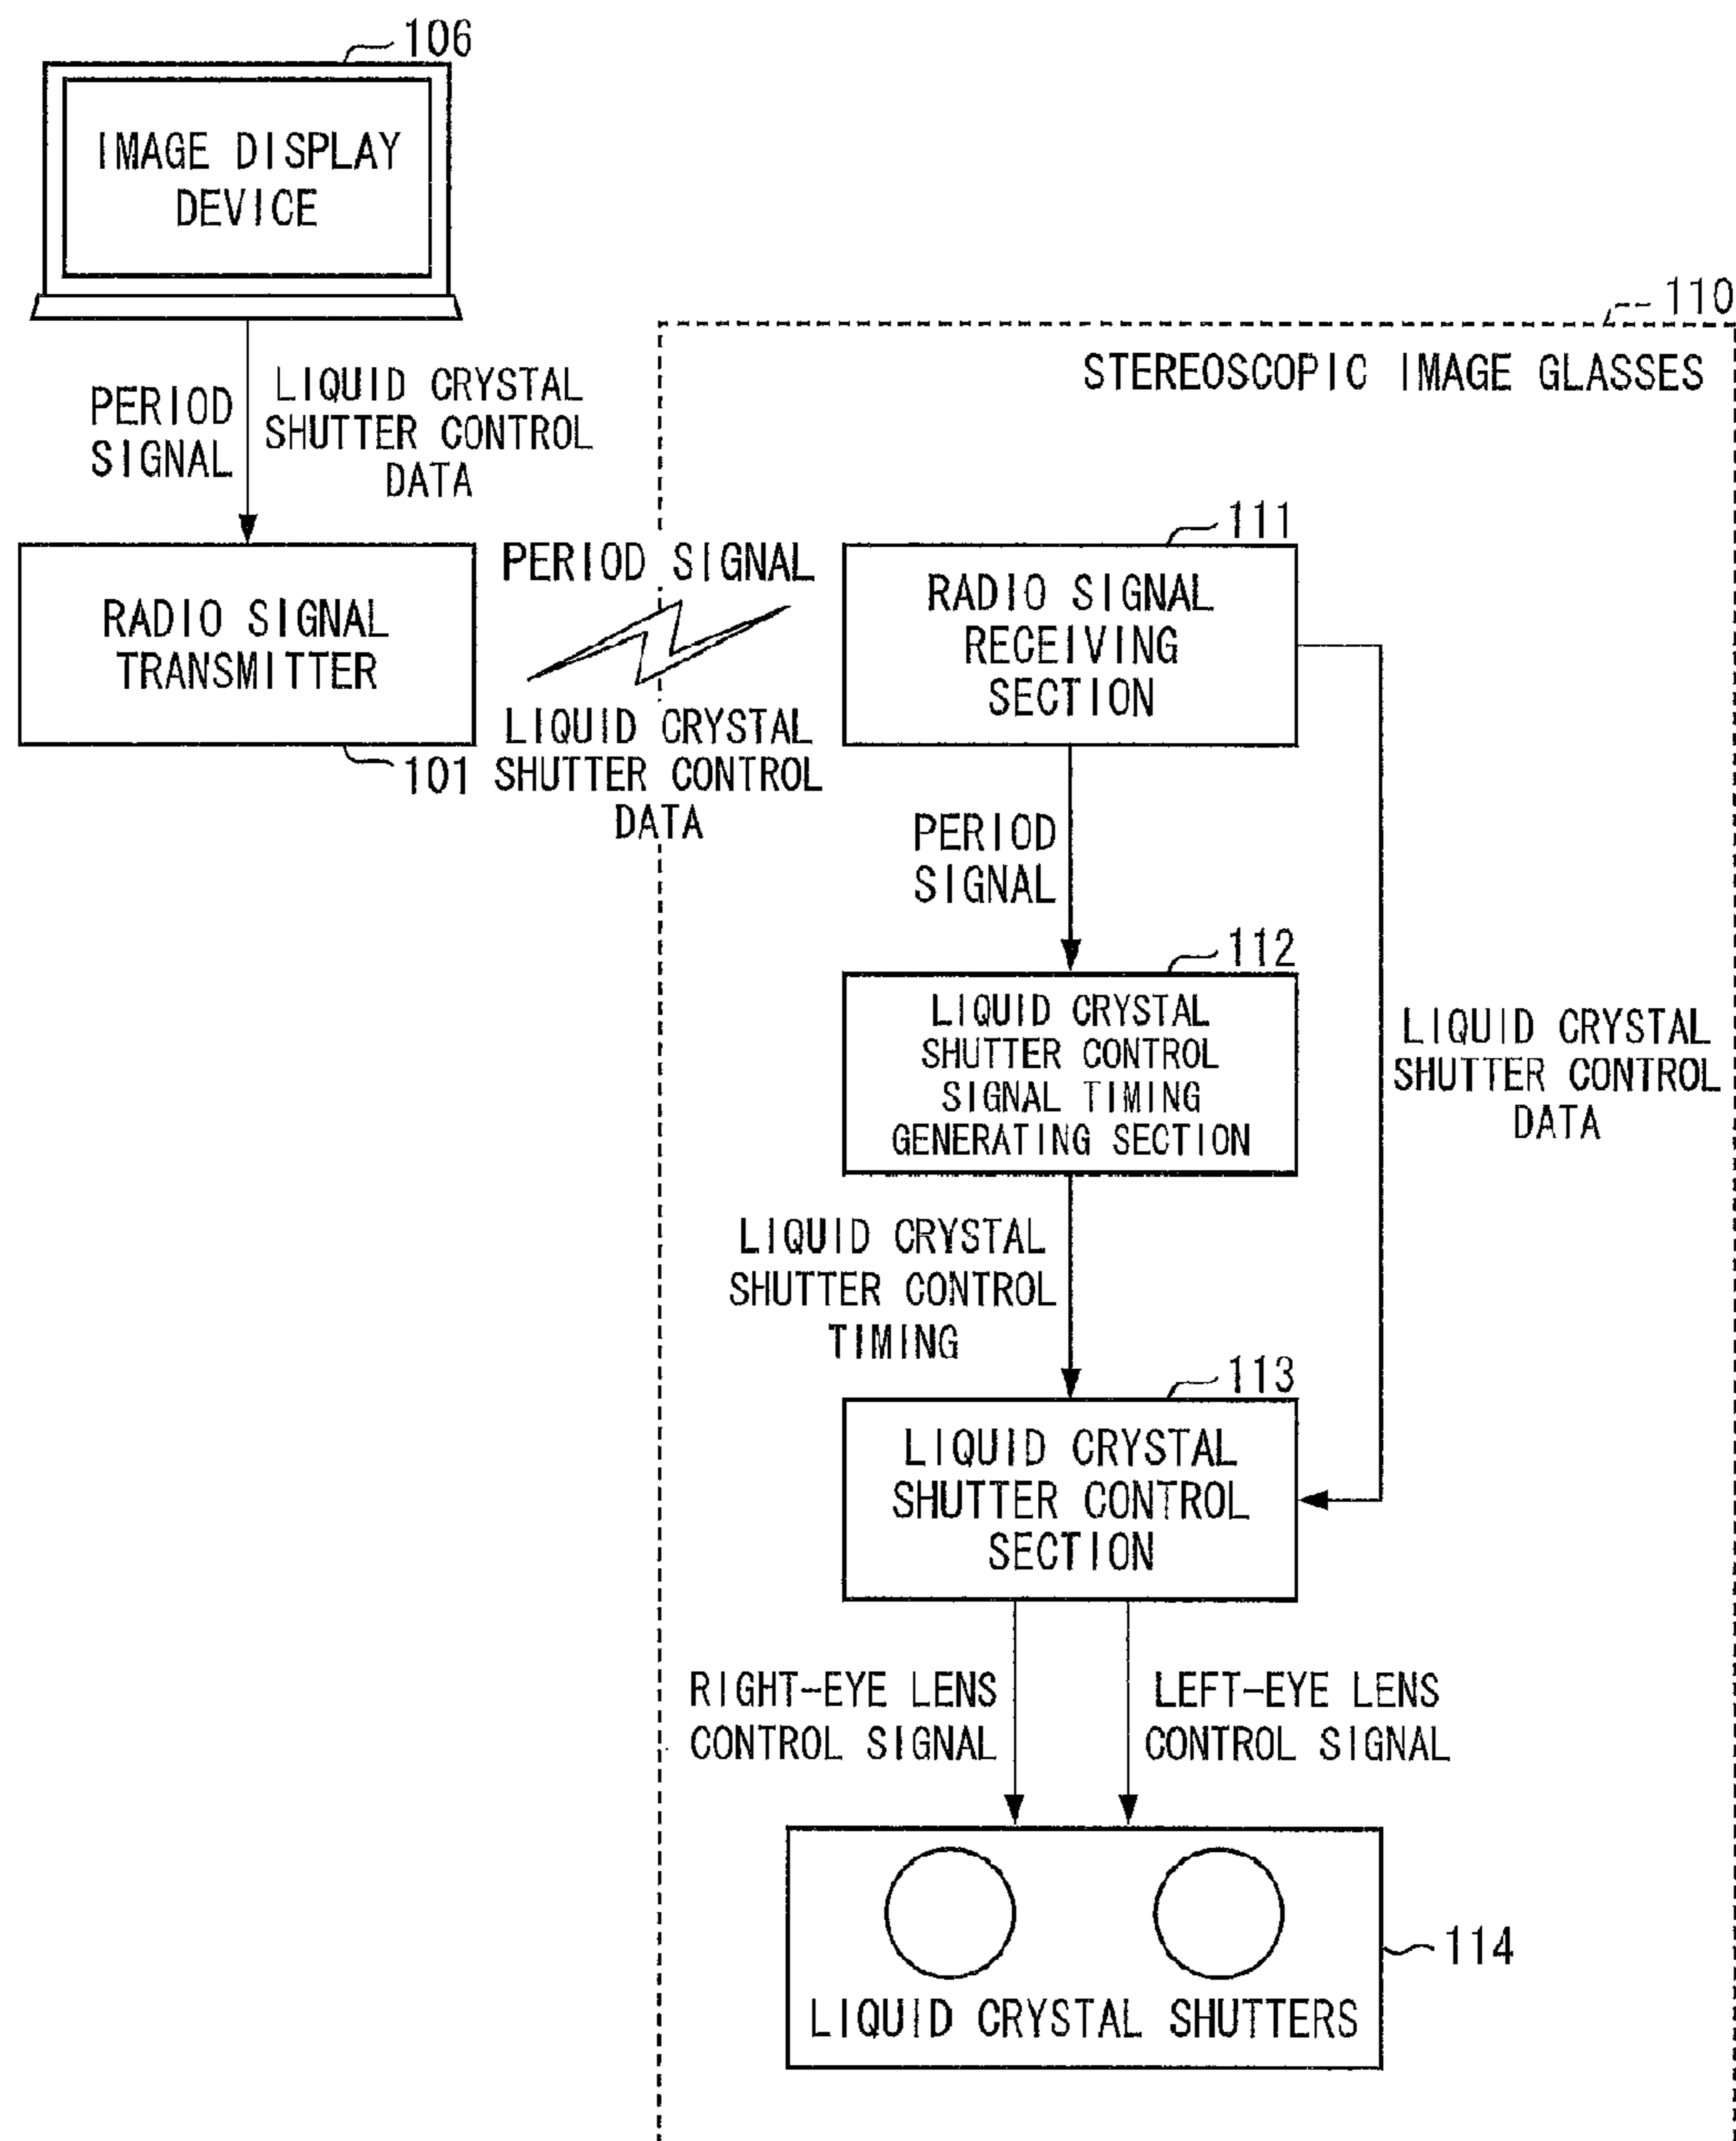 106
IMAGE DISPLAY
DEVICE
PERIOD
SIGNAL
LIQUID CRYSTAL
SHUTTER CONTROL
DATA
RADIO SIGNAL
TRANSMITTER
101
PERIOD SIGNAL
LIQUID CRYSTAL
SHUTTER CONTROL
DATA
110
STEREOSCOPIC IMAGE GLASSES
111
RADIO SIGNAL
RECEIVING
SECTION
PERIOD
SIGNAL
112
LIQUID CRYSTAL
SHUTTER CONTROL
SIGNAL TIMING
GENERATING SECTION
LIQUID CRYSTAL
SHUTTER CONTROL
DATA
LIQUID CRYSTAL
SHUTTER CONTROL
TIMING
113
LIQUID CRYSTAL
SHUTTER CONTROL
SECTION
RIGHT-EYE LENS
CONTROL SIGNAL
LEFT-EYE LENS
CONTROL SIGNAL
114
LIQUID CRYSTAL SHUTTERS